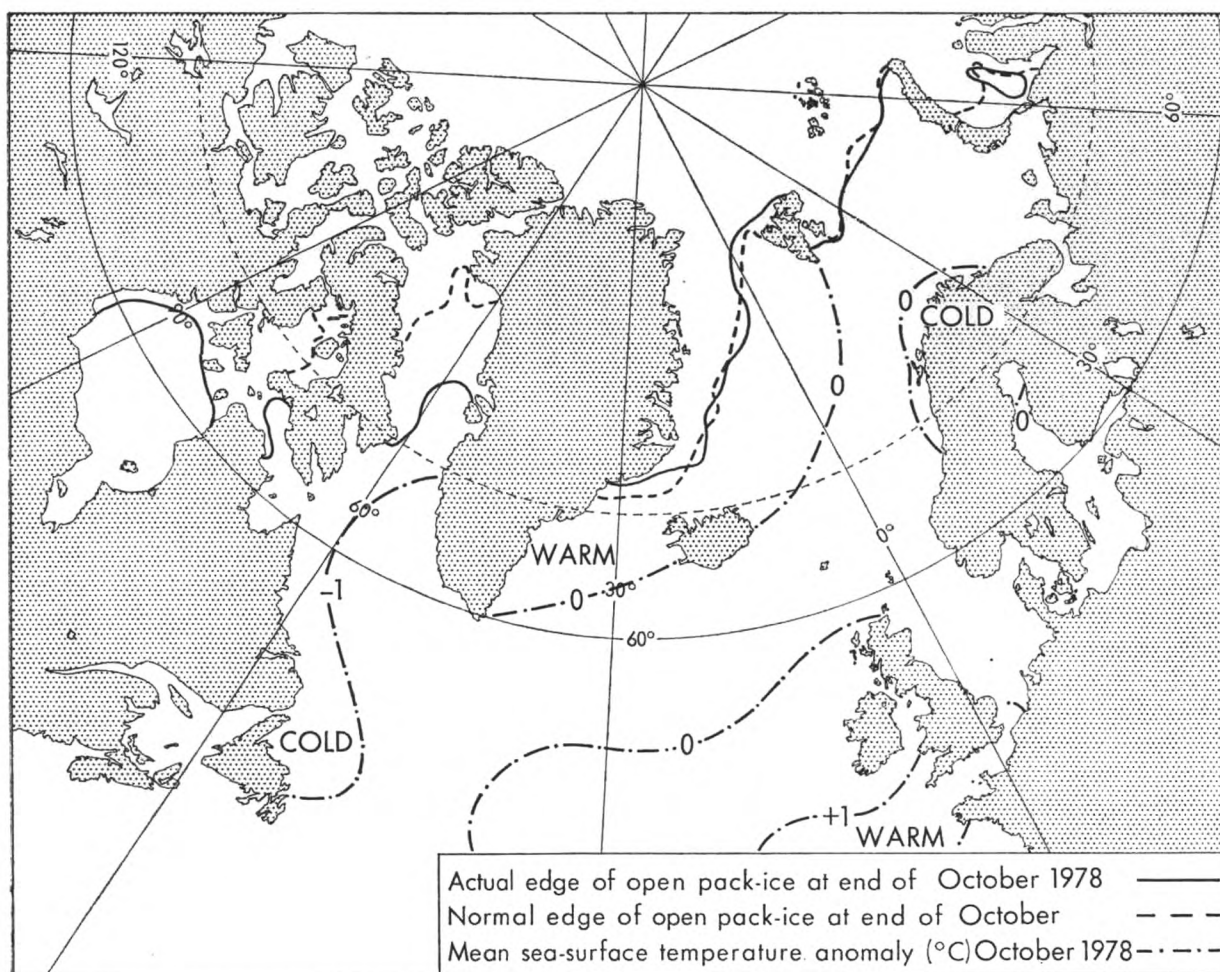 120°
60°
90°
0
COLD
0
30°
0
60°
0°
WARM
-1
0
30°
60°
COLD
0
+1
WARM
Actual edge of open pack-ice at end of October 1978
Normal edge of open pack-ice at end of October
Mean sea-surface temperature anomaly (°C) October 1978